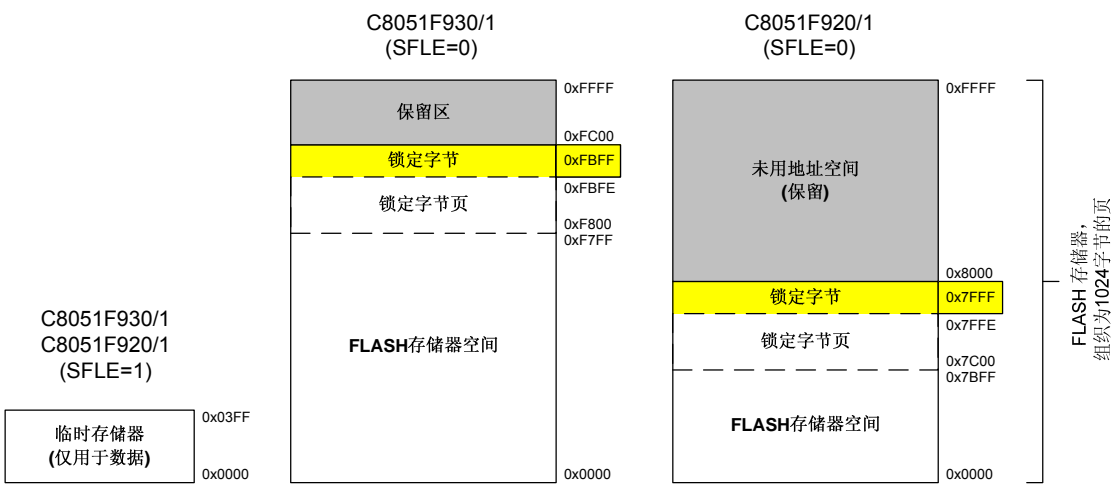 C8051F930/1
(SFLE=0)
0xFFFF
保留区
0xFC00
锁定字节
0xFBFF
0xFBFE
锁定字节页
0xF800
0xF7FF
FLASH存储器空间
0x0000
C8051F920/1
(SFLE=0)
0xFFFF
未用地址空间
(保留)
0x8000
锁定字节
0x7FFF
0x7FFE
锁定字节页
0x7C00
0x7BFF
FLASH存储器空间
0x0000
FLASH 存储器,
组织为1024字节的页
C8051F930/1
C8051F920/1
(SFLE=1)
0x03FF
临时存储器
(仅用于数据)
0x0000